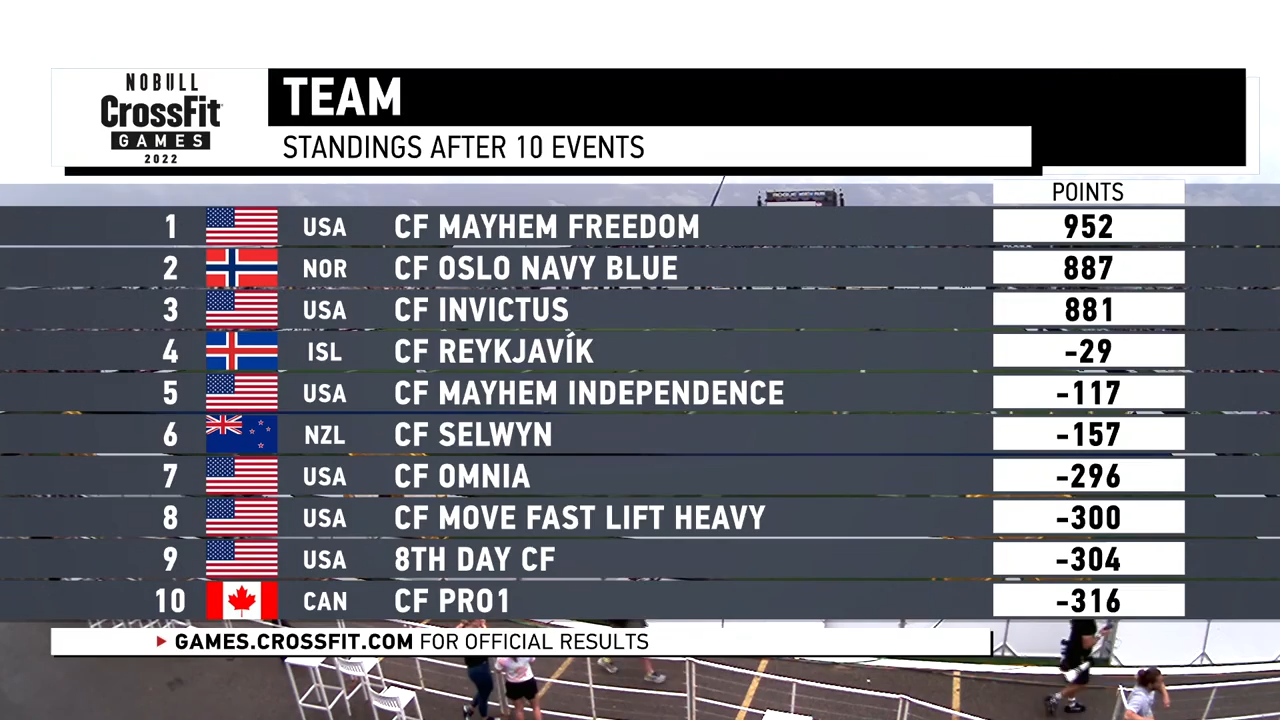 NOBULL
CrossFit
GAMES
2022
TEAM
STANDINGS AFTER 10 EVENTS
POINTS
1 USA CF MAYHEM FREEDOM 952
2 NOR CF OSLO NAVY BLUE 887
3 USA CF INVICTUS 881
4 ISL CF REYKJAVÍK -29
5 USA CF MAYHEM INDEPENDENCE -117
6 NZL CF SELWYN -157
7 USA CF OMNIA -296
8 USA CF MOVE FAST LIFT HEAVY -300
9 USA 8TH DAY CF -304
10 CAN CF PRO1 -316
GAMES.CROSSFIT.COM FOR OFFICIAL RESULTS